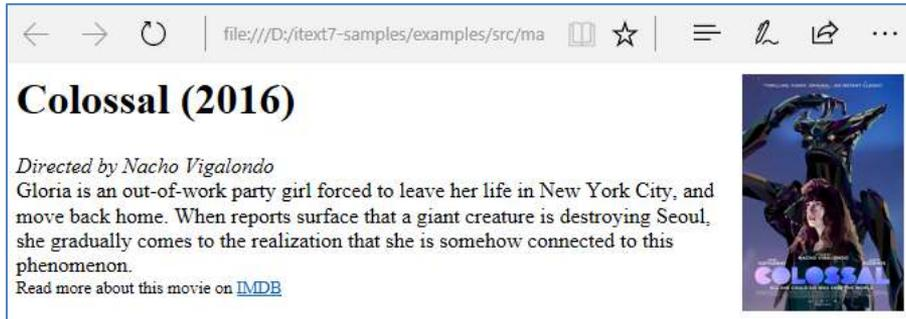 file:///D:/itext7-samples/examples/src/ma
Colossal (2016)
Directed by Nacho Vigalondo
Gloria is an out-of-work party girl forced to leave her life in New York City, and
move back home. When reports surface that a giant creature is destroying Seoul,
she gradually comes to the realization that she is somehow connected to this
phenomenon.
Read more about this movie on IMDB
NACHO VIGALONDO
COLOSSAL